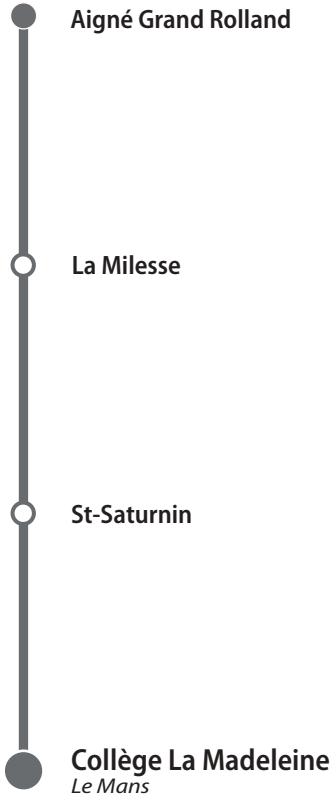 Aigné Grand Rolland
La Milesse
St-Saturnin
Collège La Madeleine
Le Mans